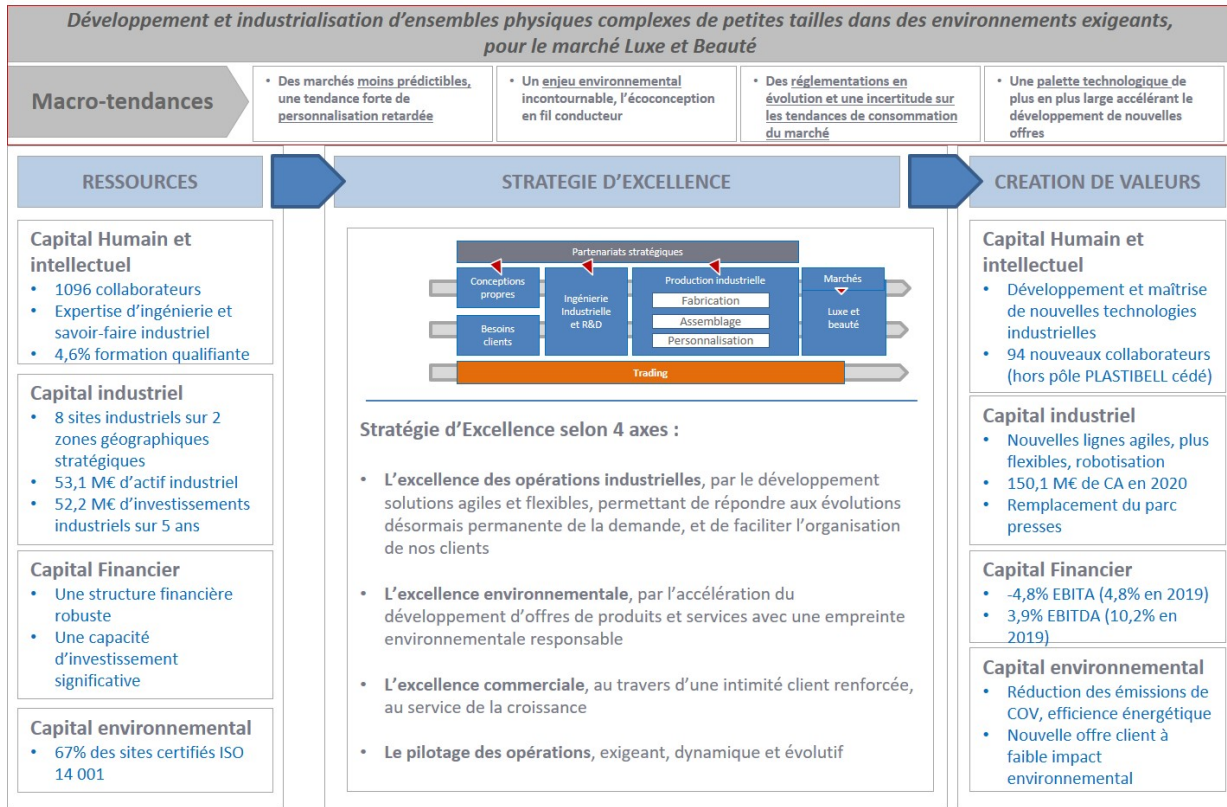 Développement et industrialisation d'ensembles physiques complexes de petites tailles dans des environnements exigeants,
pour le marché Luxe et Beauté
Macro-tendances
• Des marchés moins prédictibles,
une tendance forte de
personnalisation retardée
• Un enjeu environnemental
incontournable, l'écoconception
en fil conducteur
• Des réglementations en
évolution et une incertitude sur
les tendances de consommation
du marché
• Une palette technologique de
plus en plus large accélérant le
développement de nouvelles
offres
RESSOURCES
Capital Humain et
intellectuel
• 1096 collaborateurs
• Expertise d'ingénierie et
savoir-faire industriel
• 4,6% formation qualifiante
Capital industriel
• 8 sites industriels sur 2
zones géographiques
stratégiques
• 53,1 M€ d'actif industriel
• 52,2 M€ d'investissements
industriels sur 5 ans
Capital Financier
• Une structure financière
robuste
• Une capacité
d'investissement
significative
Capital environnemental
• 67% des sites certifiés ISO
14 001
STRATEGIE D'EXCELLENCE
Partenariats stratégiques
Conceptions
propres
Besoins
clients
Ingénierie
Industrielle
et R&D
Production industrielle
Fabrication
Assemblage
Personnalisation
Marchés
Luxe et
beauté
Trading
Stratégie d'Excellence selon 4 axes :
• L'excellence des opérations industrielles, par le développement
solutions agiles et flexibles, permettant de répondre aux évolutions
désormais permanente de la demande, et de faciliter l'organisation
de nos clients
• L'excellence environnementale, par l'accélération du
développement d'offres de produits et services avec une empreinte
environnementale responsable
• L'excellence commerciale, au travers d'une intimité client renforcée,
au service de la croissance
• Le pilotage des opérations, exigeant, dynamique et évolutif
CREATION DE VALEURS
Capital Humain et
intellectuel
• Développement et maîtrise
de nouvelles technologies
industrielles
• 94 nouveaux collaborateurs
(hors pôle PLASTIBELL cédé)
Capital industriel
• Nouvelles lignes agiles, plus
flexibles, robotisation
• 150,1 M€ de CA en 2020
• Remplacement du parc
presses
Capital Financier
• -4,8% EBITA (4,8% en 2019)
• 3,9% EBITDA (10,2% en
2019)
Capital environnemental
• Réduction des émissions de
COV, efficience énergétique
• Nouvelle offre client à
faible impact
environnemental